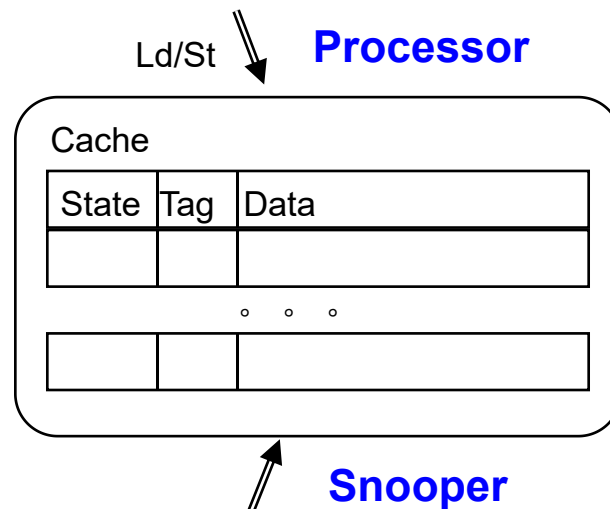 Ld/St Processor
Cache
State Tag Data
° ° °
Snooper